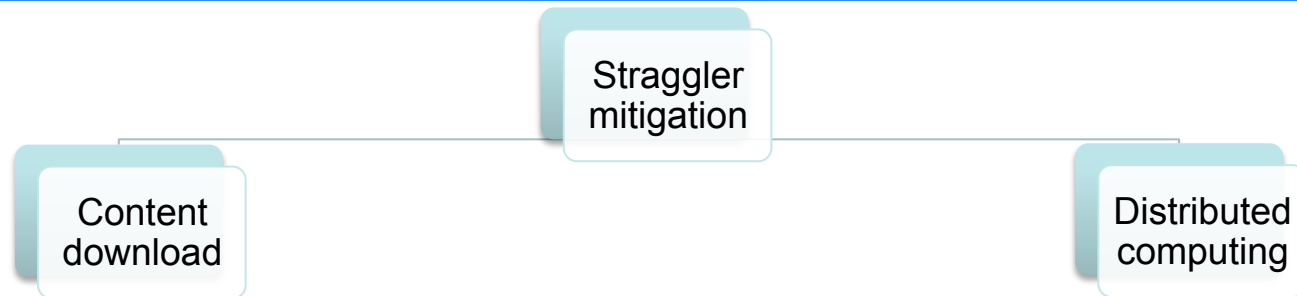 Straggler
mitigation
Content
download
Distributed
computing